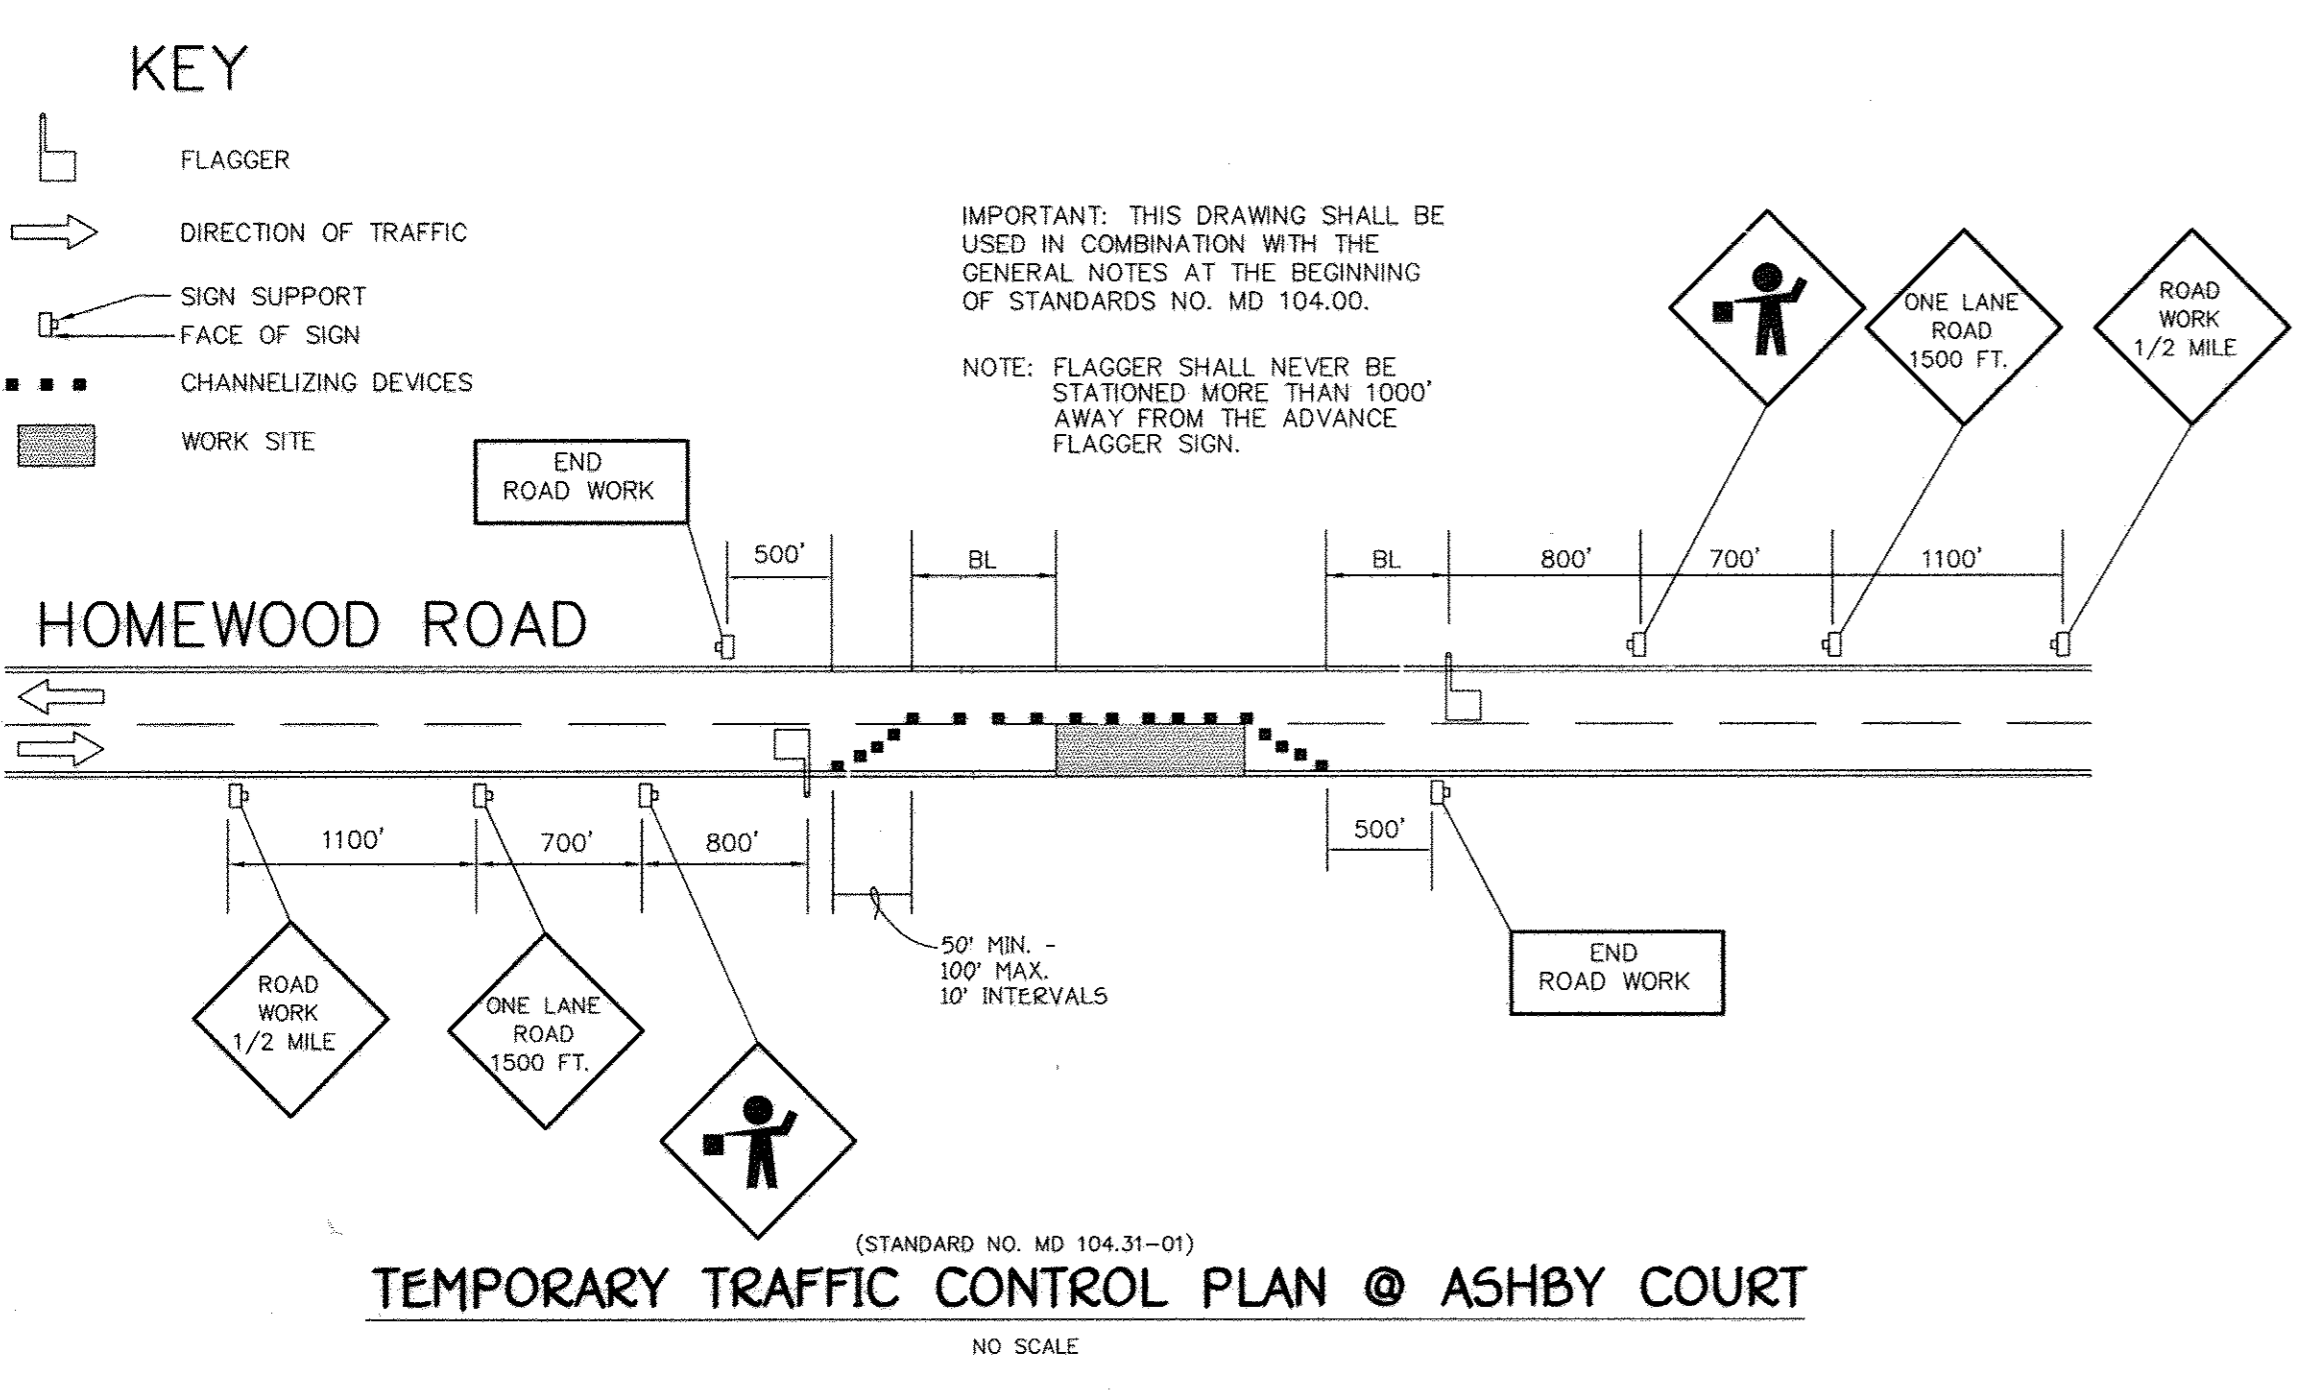 KEY
FLAGGER
DIRECTION OF TRAFFIC
SIGN SUPPORT
FACE OF SIGN
CHANNELIZING DEVICES
WORK SITE
IMPORTANT: THIS DRAWING SHALL BE
USED IN COMBINATION WITH THE
GENERAL NOTES AT THE BEGINNING
OF STANDARDS NO. MD 104.00.
NOTE: FLAGGER SHALL NEVER BE
STATIONED MORE THAN 1000'
AWAY FROM THE ADVANCE
FLAGGER SIGN.
ONE LANE
ROAD
1500 FT.
ROAD
WORK
1/2 MILE
END
ROAD WORK
500'
BL
BL
800'
700'
1100'
HOMEWOOD ROAD
1100'
700'
800'
500'
50' MIN. -
100' MAX.
10' INTERVALS
END
ROAD WORK
ROAD
WORK
1/2 MILE
ONE LANE
ROAD
1500 FT.
(STANDARD NO. MD 104.31-01)
TEMPORARY TRAFFIC CONTROL PLAN @ ASHBY COURT
NO SCALE